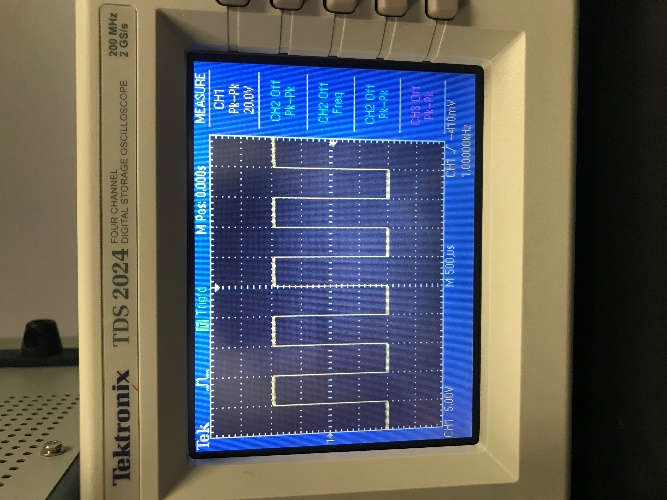 Tektronix TDS 2024 FOUR CHANNEL
DIGITAL STORAGE OSCILLOSCOPE
200 MHz
2 GS/s
Tek T Trig'd M Pos: 0.000s MEASURE
CH1
Pk-Pk
20.0V
CH2 Off
Pk-Pk
CH2 Off
Freq
CH2 Off
Pk-Pk
CH3 Off
Pk-Pk
1
CH1 5.00V M 500µs CH1 / -410mV
1.00000kHz